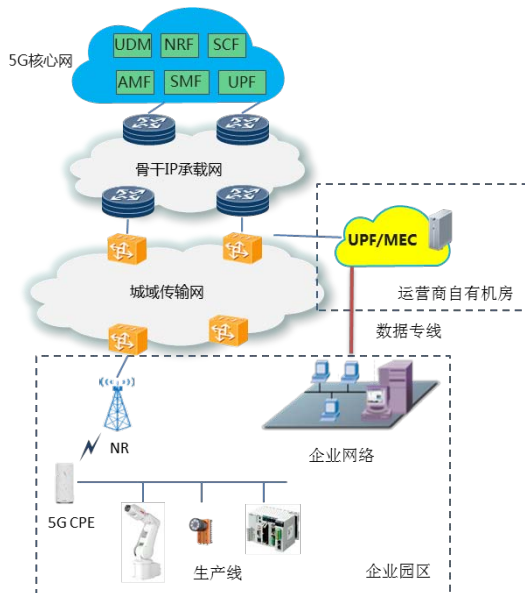 5G核心网
UDM NRF SCF
AMF SMF UPF
骨干IP承载网
UPF/MEC
城域传输网
运营商自有机房
数据专线
NR
企业网络
5G CPE
生产线
企业园区